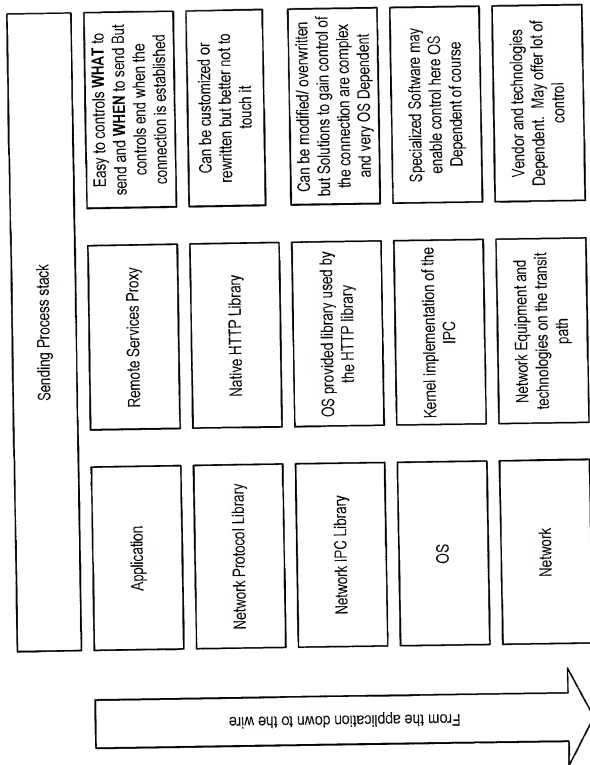 Sending Process stack
Application
Remote Services Proxy
Easy to controls WHAT to
send and WHEN to send But
controls end when the
connection is established
Network Protocol Library
Native HTTP Library
Can be customized or
rewritten but better not to
touch it
Network IPC Library
OS provided library used by
the HTTP library
Can be modified/ overwritten
but Solutions to gain control of
the connection are complex
and very OS Dependent
OS
Kernel implementation of the
IPC
Specialized Software may
enable control here OS
Dependent of course
Network
Network Equipment and
technologies on the transit
path
Vendor and technologies
Dependent. May offer lot of
control
From the application down to the wire